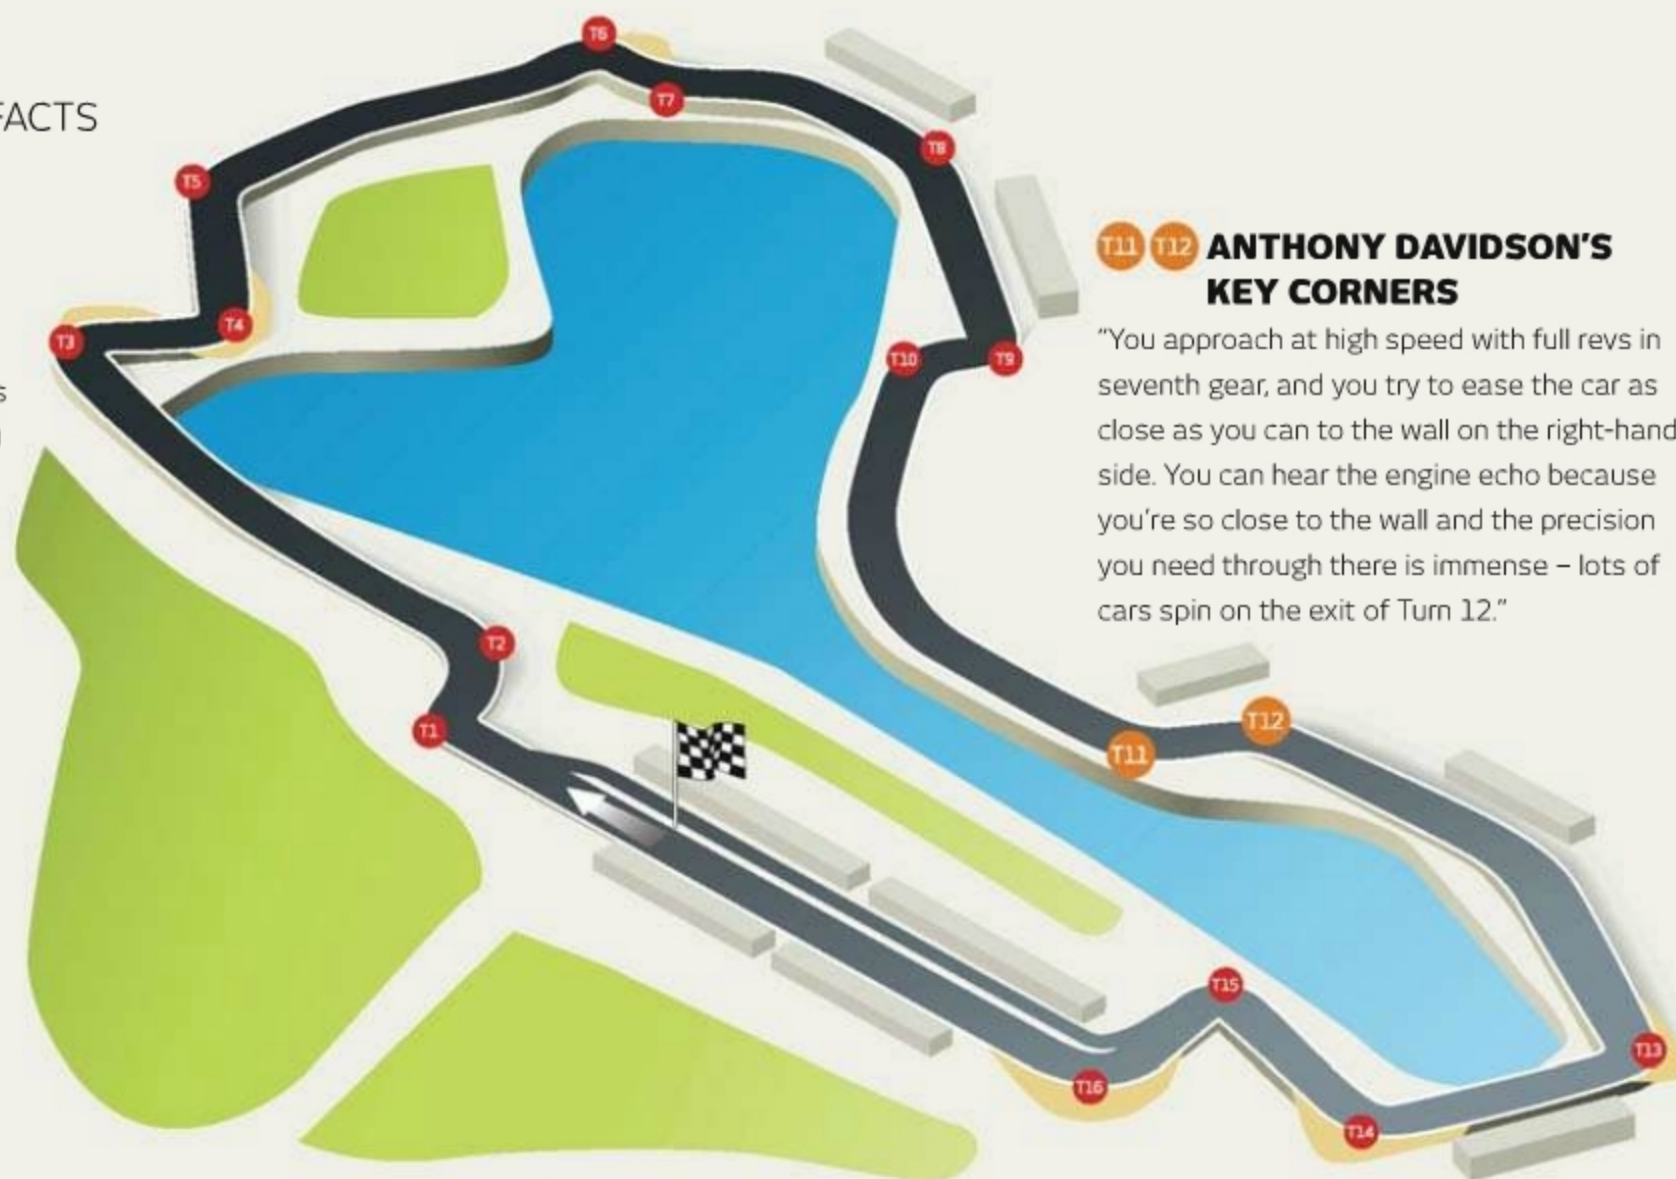 FACTS
s
T6
T7
T8
T5
T4
T3
T10
T9
T2
T1
T11
T12
T15
T16
T13
T14
T11 T12 ANTHONY DAVIDSON'S
KEY CORNERS
"You approach at high speed with full revs in
seventh gear, and you try to ease the car as
close as you can to the wall on the right-hand
side. You can hear the engine echo because
you're so close to the wall and the precision
you need through there is immense – lots of
cars spin on the exit of Turn 12."